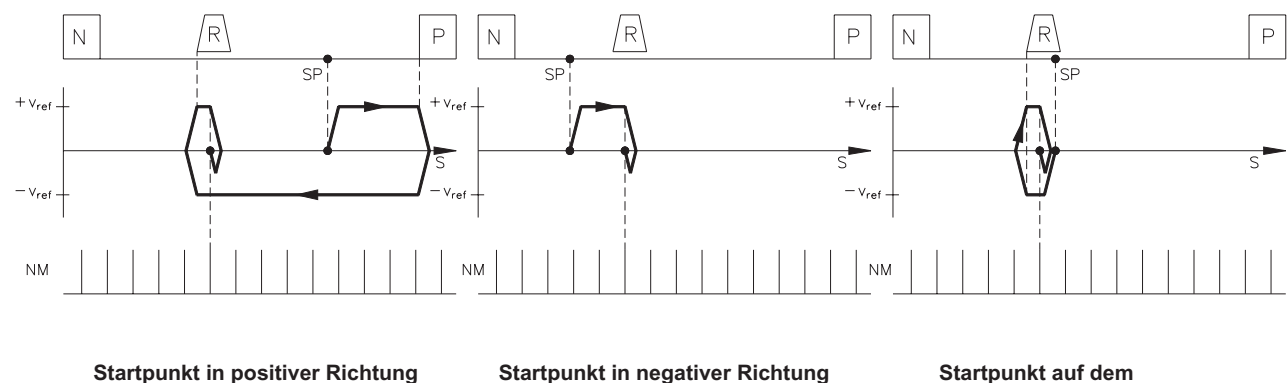 N R P
SP
+ vref
S
− vref
NM
N R P
SP
+ vref
S
− vref
NM
N R P
SP
+ vref
S
− vref
NM
Startpunkt in positiver Richtung
Startpunkt in negativer Richtung
Startpunkt auf dem